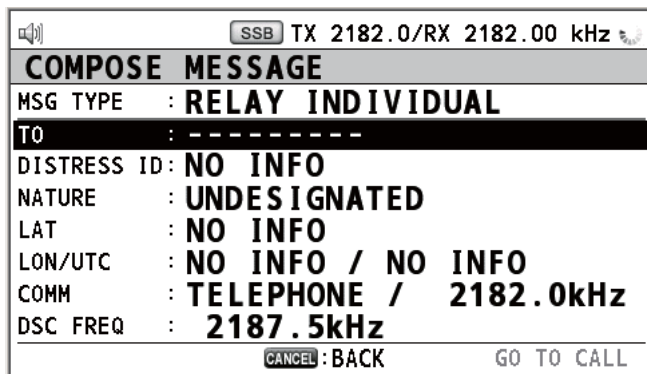 SSB TX 2182.0/RX 2182.00 kHz
COMPOSE MESSAGE
MSG TYPE : RELAY INDIVIDUAL
TO : ---------
DISTRESS ID: NO INFO
NATURE : UNDESIGNATED
LAT : NO INFO
LON/UTC : NO INFO / NO INFO
COMM : TELEPHONE / 2182.0kHz
DSC FREQ : 2187.5kHz
CANCEL : BACK GO TO CALL